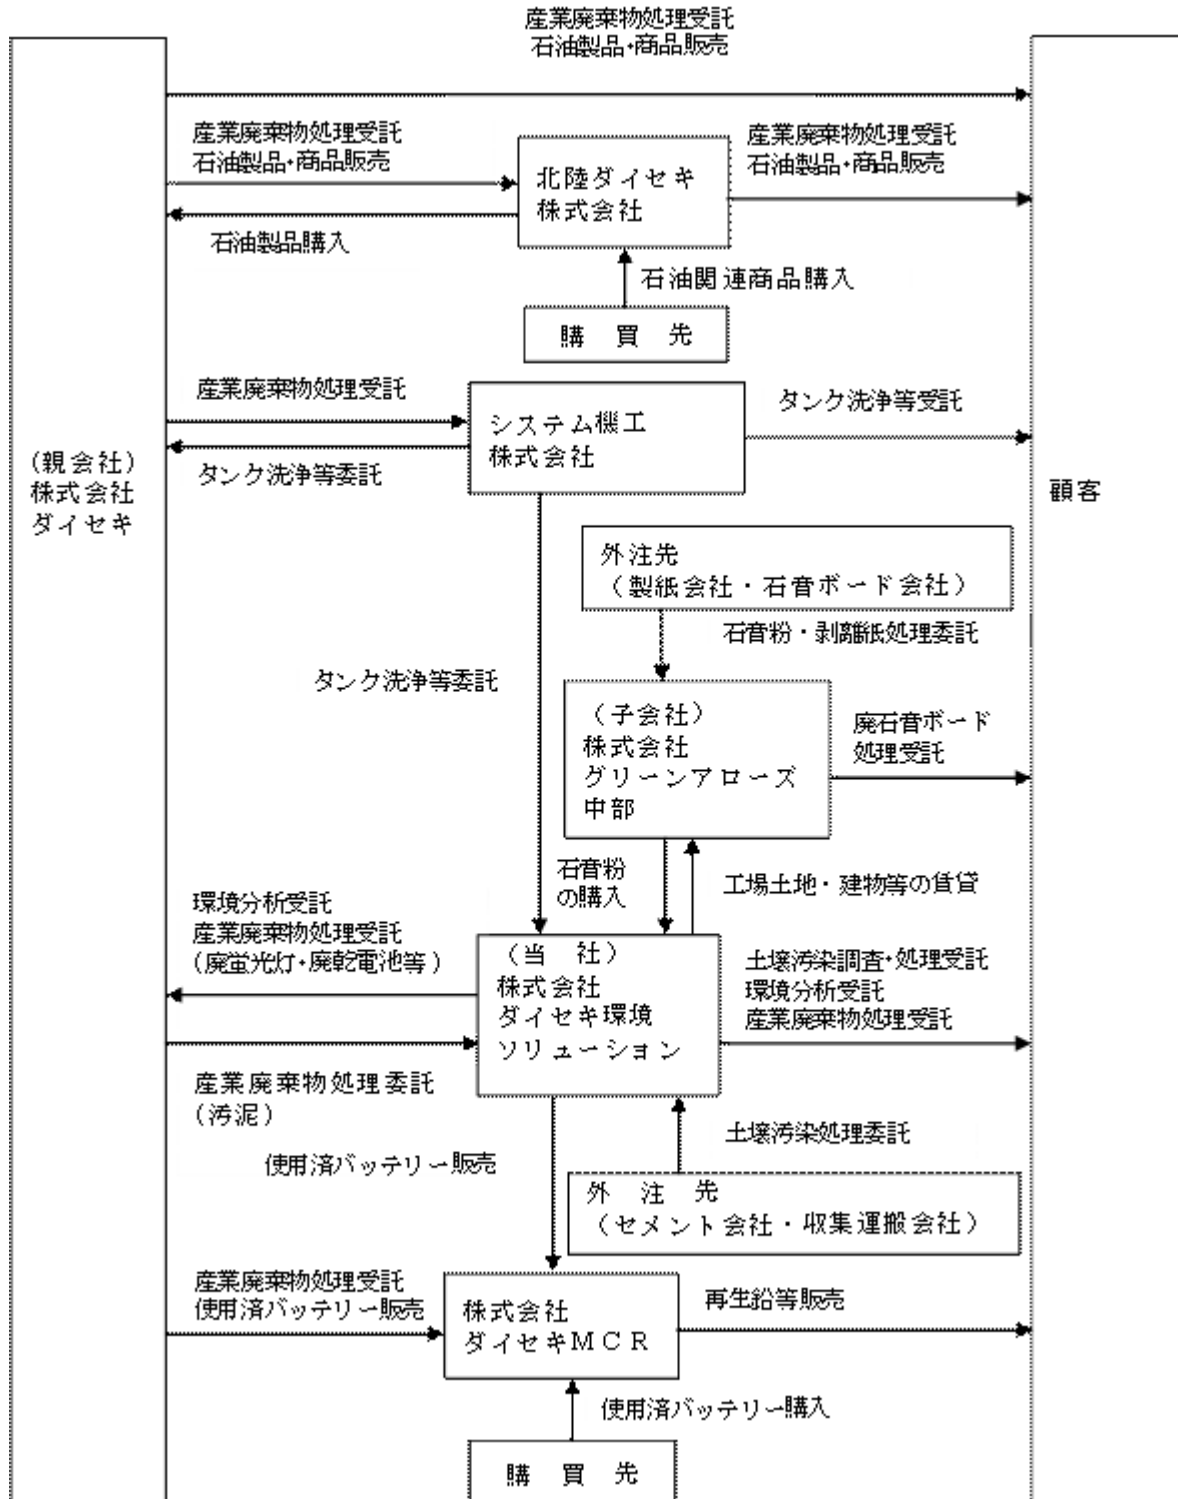 産業廃棄物処理受託
石油製品・商品販売
産業廃棄物処理受託
石油製品・商品販売
産業廃棄物処理受託
石油製品・商品販売
北陸ダイセキ
株式会社
石油製品購入
石油関連商品購入
購買先
産業廃棄物処理受託
タンク洗浄等受託
システム機工
株式会社
タンク洗浄等委託
(親会社)
株式会社
ダイセキ
顧客
外注先
(製紙会社・石膏ボード会社)
石膏粉・剥離紙処理委託
タンク洗浄等委託
(子会社)
株式会社
グリーンアローズ
中部
廃石膏ボード
処理受託
石膏粉
の購入
工場土地・建物等の賃貸
環境分析受託
産業廃棄物処理受託
(廃蛍光灯・廃乾電池等)
(当 社)
株式会社
ダイセキ環境
ソリューション
土壌汚染調査・処理受託
環境分析受託
産業廃棄物処理受託
産業廃棄物処理委託
(汚泥)
土壌汚染処理委託
使用済バッテリー販売
外 注 先
(セメント会社・収集運搬会社)
産業廃棄物処理受託
使用済バッテリー販売
株式会社
ダイセキMCR
再生鉛等販売
使用済バッテリー購入
購 買 先